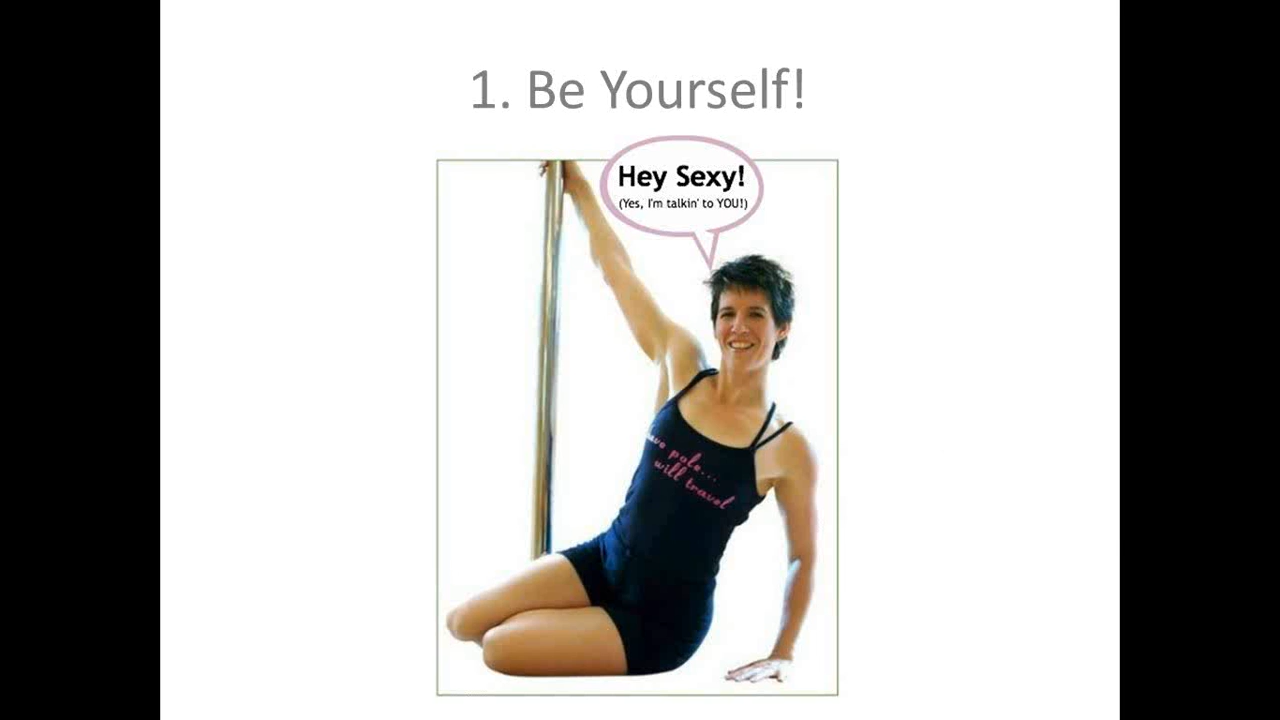 1. Be Yourself!
Hey Sexy!
(Yes, I'm talkin' to YOU!)
pole...
will travel